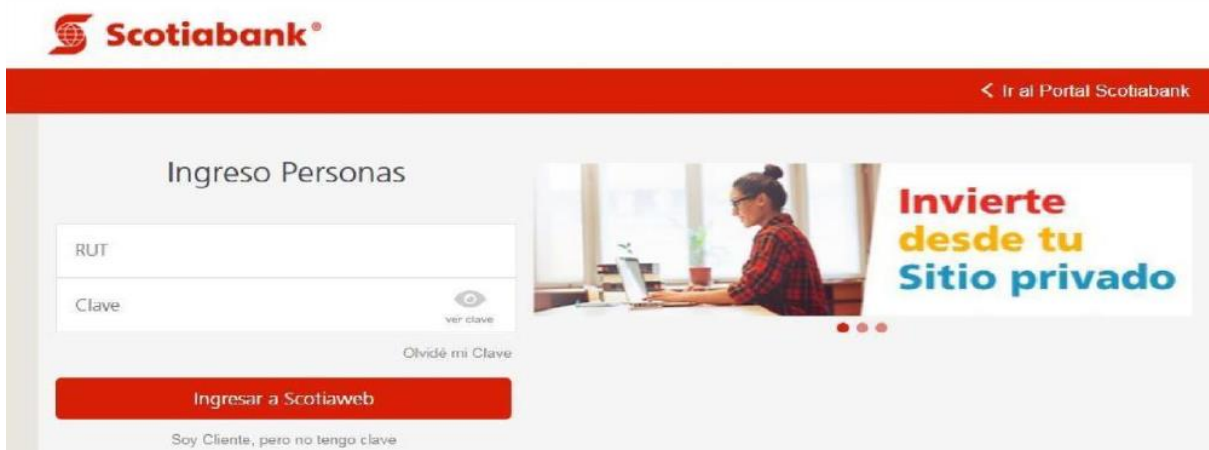 Scotiabank®
< Ir al Portal Scotiabank
Ingreso Personas
RUT
Clave
ver clave
Olvidé mi Clave
Ingresar a Scotiaweb
Soy Cliente, pero no tengo clave
Invierte
desde tu
Sitio privado